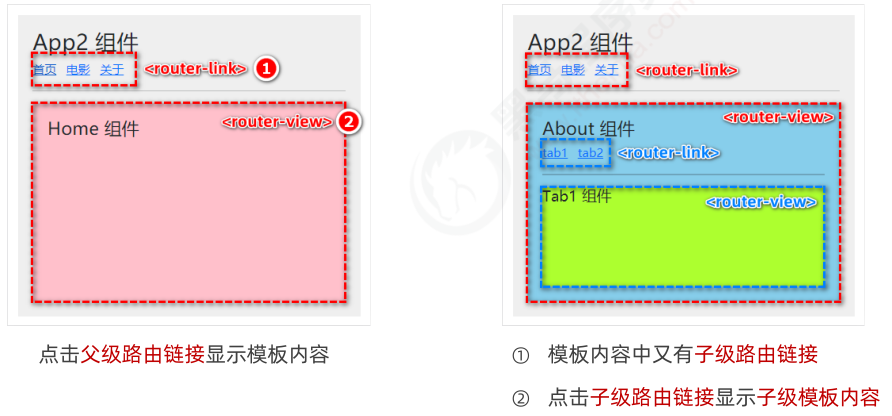 App2 组件
首页 电影 关于 <router-link> 1
Home 组件 <router-view> 2
点击父级路由链接显示模板内容
App2 组件
首页 电影 关于 <router-link>
<router-view>
About 组件
tab1 tab2 <router-link>
Tab1 组件 <router-view>
① 模板内容中又有子级路由链接
② 点击子级路由链接显示子级模板内容